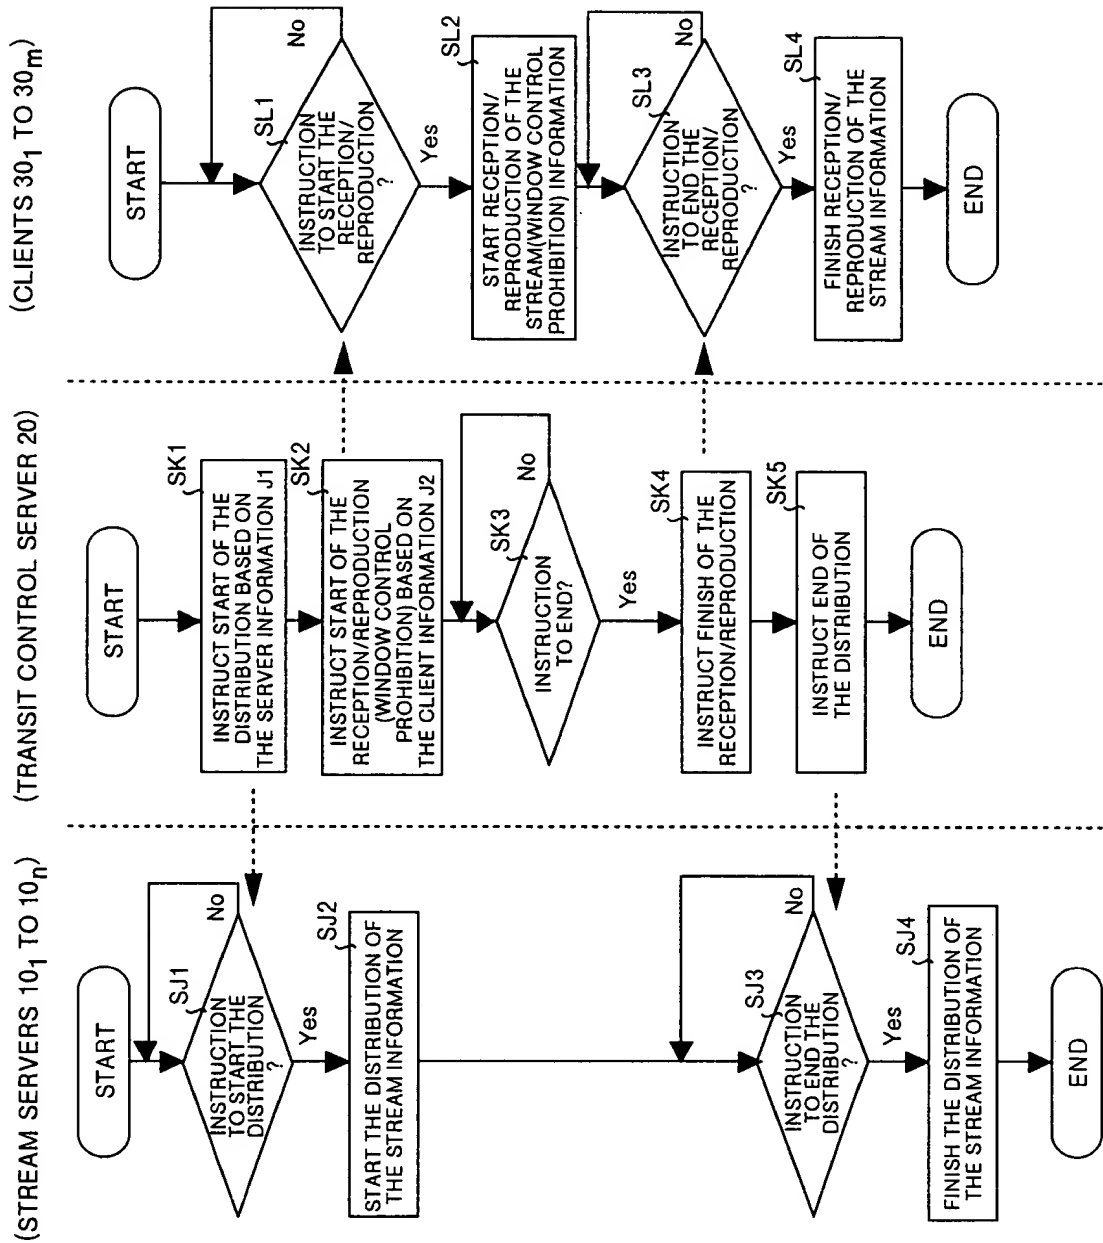 (STREAM SERVERS 10₁ TO 10ₙ)
START
SJ1
INSTRUCTION
TO START THE
DISTRIBUTION
?
No
Yes
SJ2
START THE DISTRIBUTION OF
THE STREAM INFORMATION
SJ3
INSTRUCTION
TO END THE
DISTRIBUTION
?
No
Yes
SJ4
FINISH THE DISTRIBUTION OF
THE STREAM INFORMATION
END
(TRANSIT CONTROL SERVER 20)
START
SK1
INSTRUCT START OF THE
DISTRIBUTION BASED ON
THE SERVER INFORMATION J1
SK2
INSTRUCT START OF THE
RECEPTION/REPRODUCTION
(WINDOW CONTROL
PROHIBITION) BASED ON
THE CLIENT INFORMATION J2
SK3
INSTRUCTION
TO END?
No
Yes
SK4
INSTRUCT FINISH OF THE
RECEPTION/REPRODUCTION
SK5
INSTRUCT END OF
THE DISTRIBUTION
END
(CLIENTS 30₁ TO 30ₘ)
START
SL1
INSTRUCTION
TO START THE
RECEPTION/
REPRODUCTION
?
No
Yes
SL2
START RECEPTION/
REPRODUCTION OF THE
STREAM(WINDOW CONTROL
PROHIBITION) INFORMATION
SL3
INSTRUCTION
TO END THE
RECEPTION/
REPRODUCTION
?
No
Yes
SL4
FINISH RECEPTION/
REPRODUCTION OF THE
STREAM INFORMATION
END